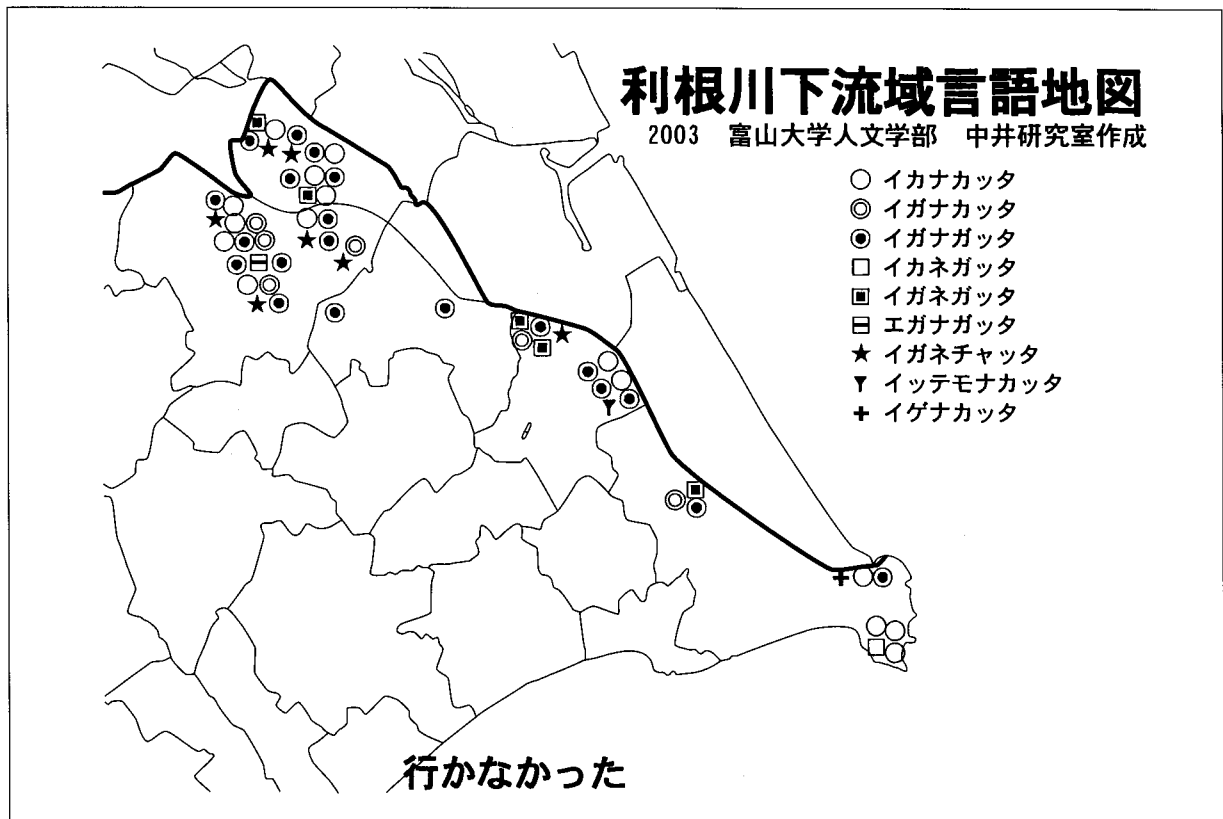 利根川下流域言語地図
2003 富山大学人文学部 中井研究室作成
イカナカッタ
イガナカッタ
イガナガッタ
イカネガッタ
イガネガッタ
エガナガッタ
イガネチャッタ
イッテモナカッタ
イゲナカッタ
行かなかった